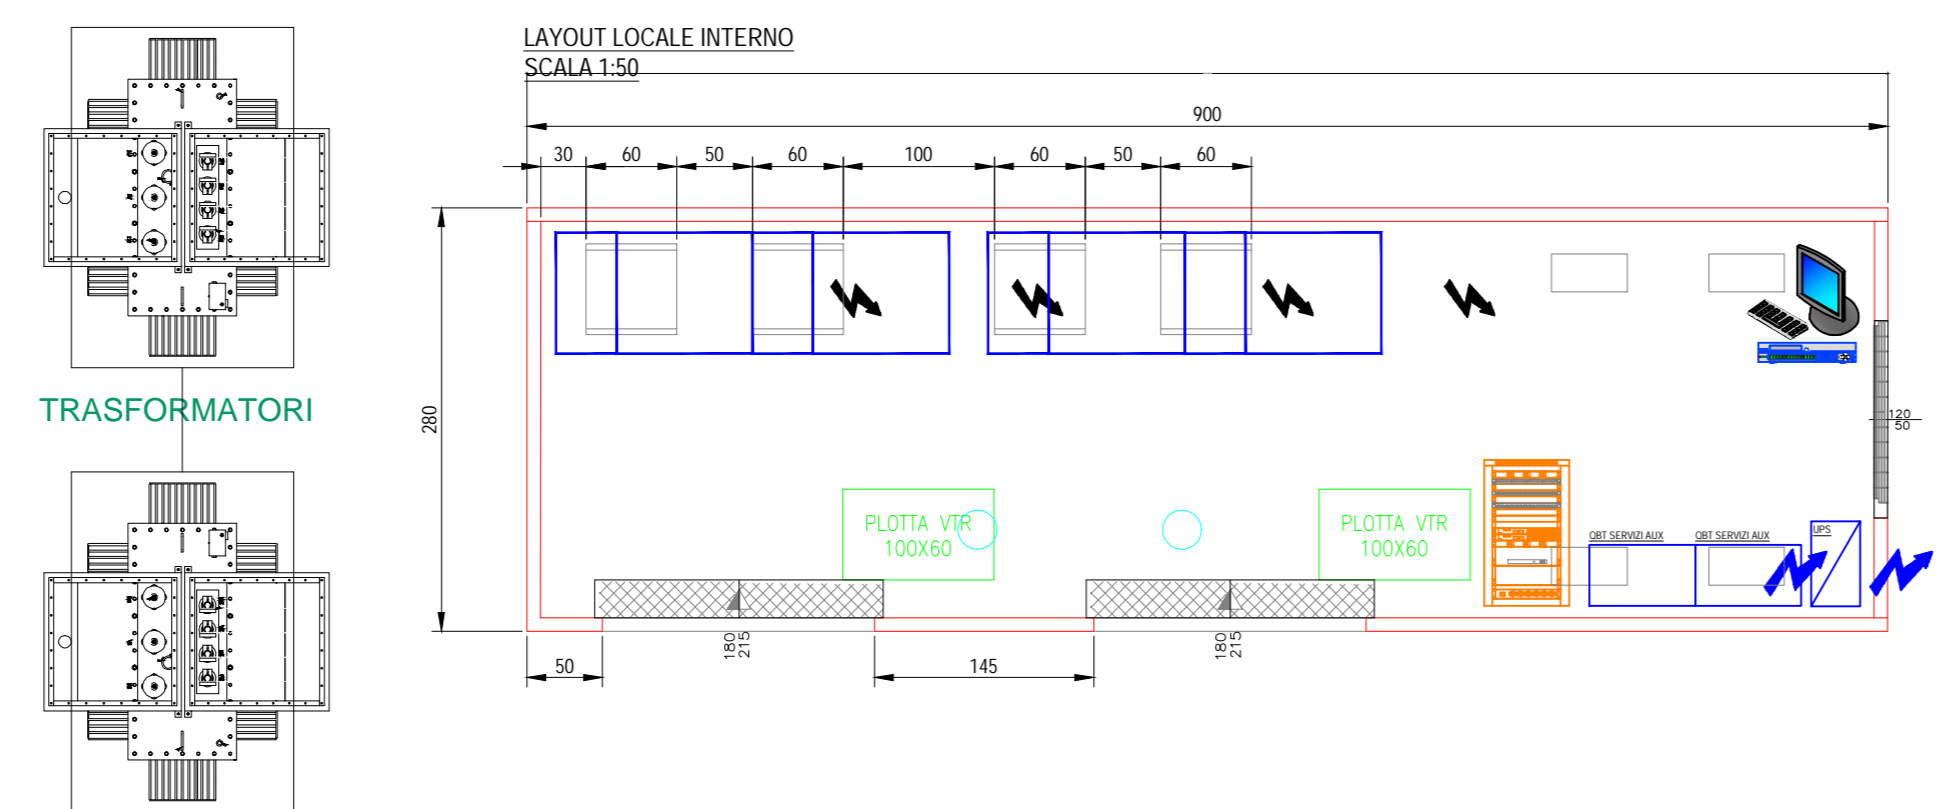 LAYOUT LOCALE INTERNO
SCALA 1:50
900
30 60 50 60 100 60 50 60
280
TRASFORMATORI
120
50
PLOTTA VTR
100X60
PLOTTA VTR
100X60
QBT SERVIZI AUX
QBT SERVIZI AUX
UPS
180
215
180
215
50
145